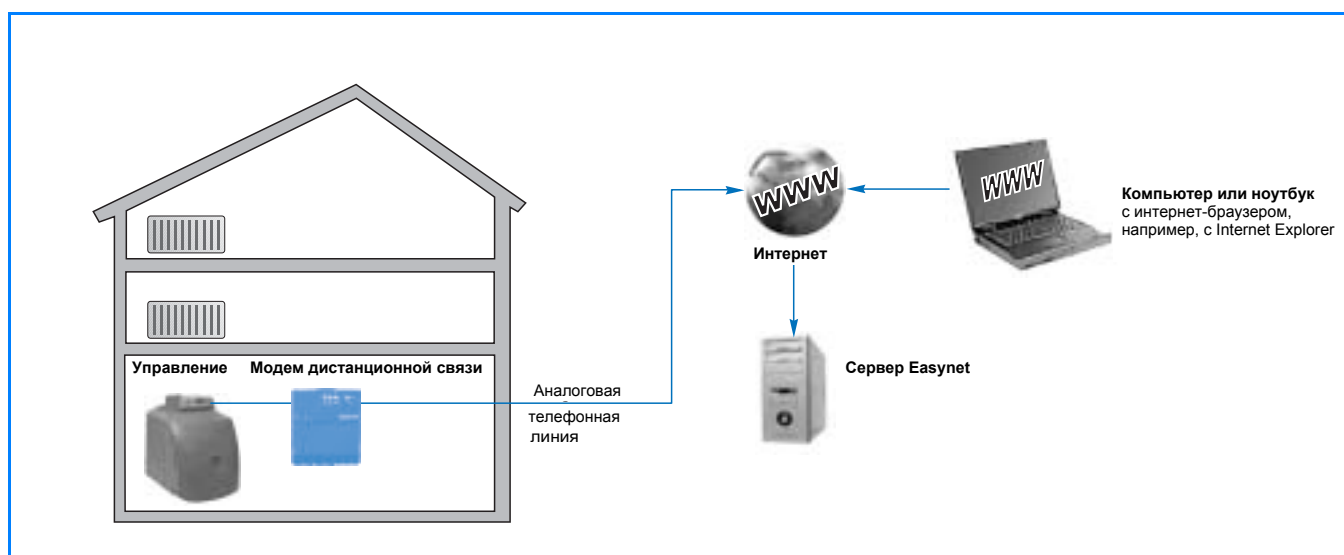 WWW
WWW
Компьютер или ноутбук
с интернет-браузером,
например, с Internet Explorer
Интернет
Управление
Модем дистанционной связи
Сервер Easynet
Аналоговая
телефонная
линия